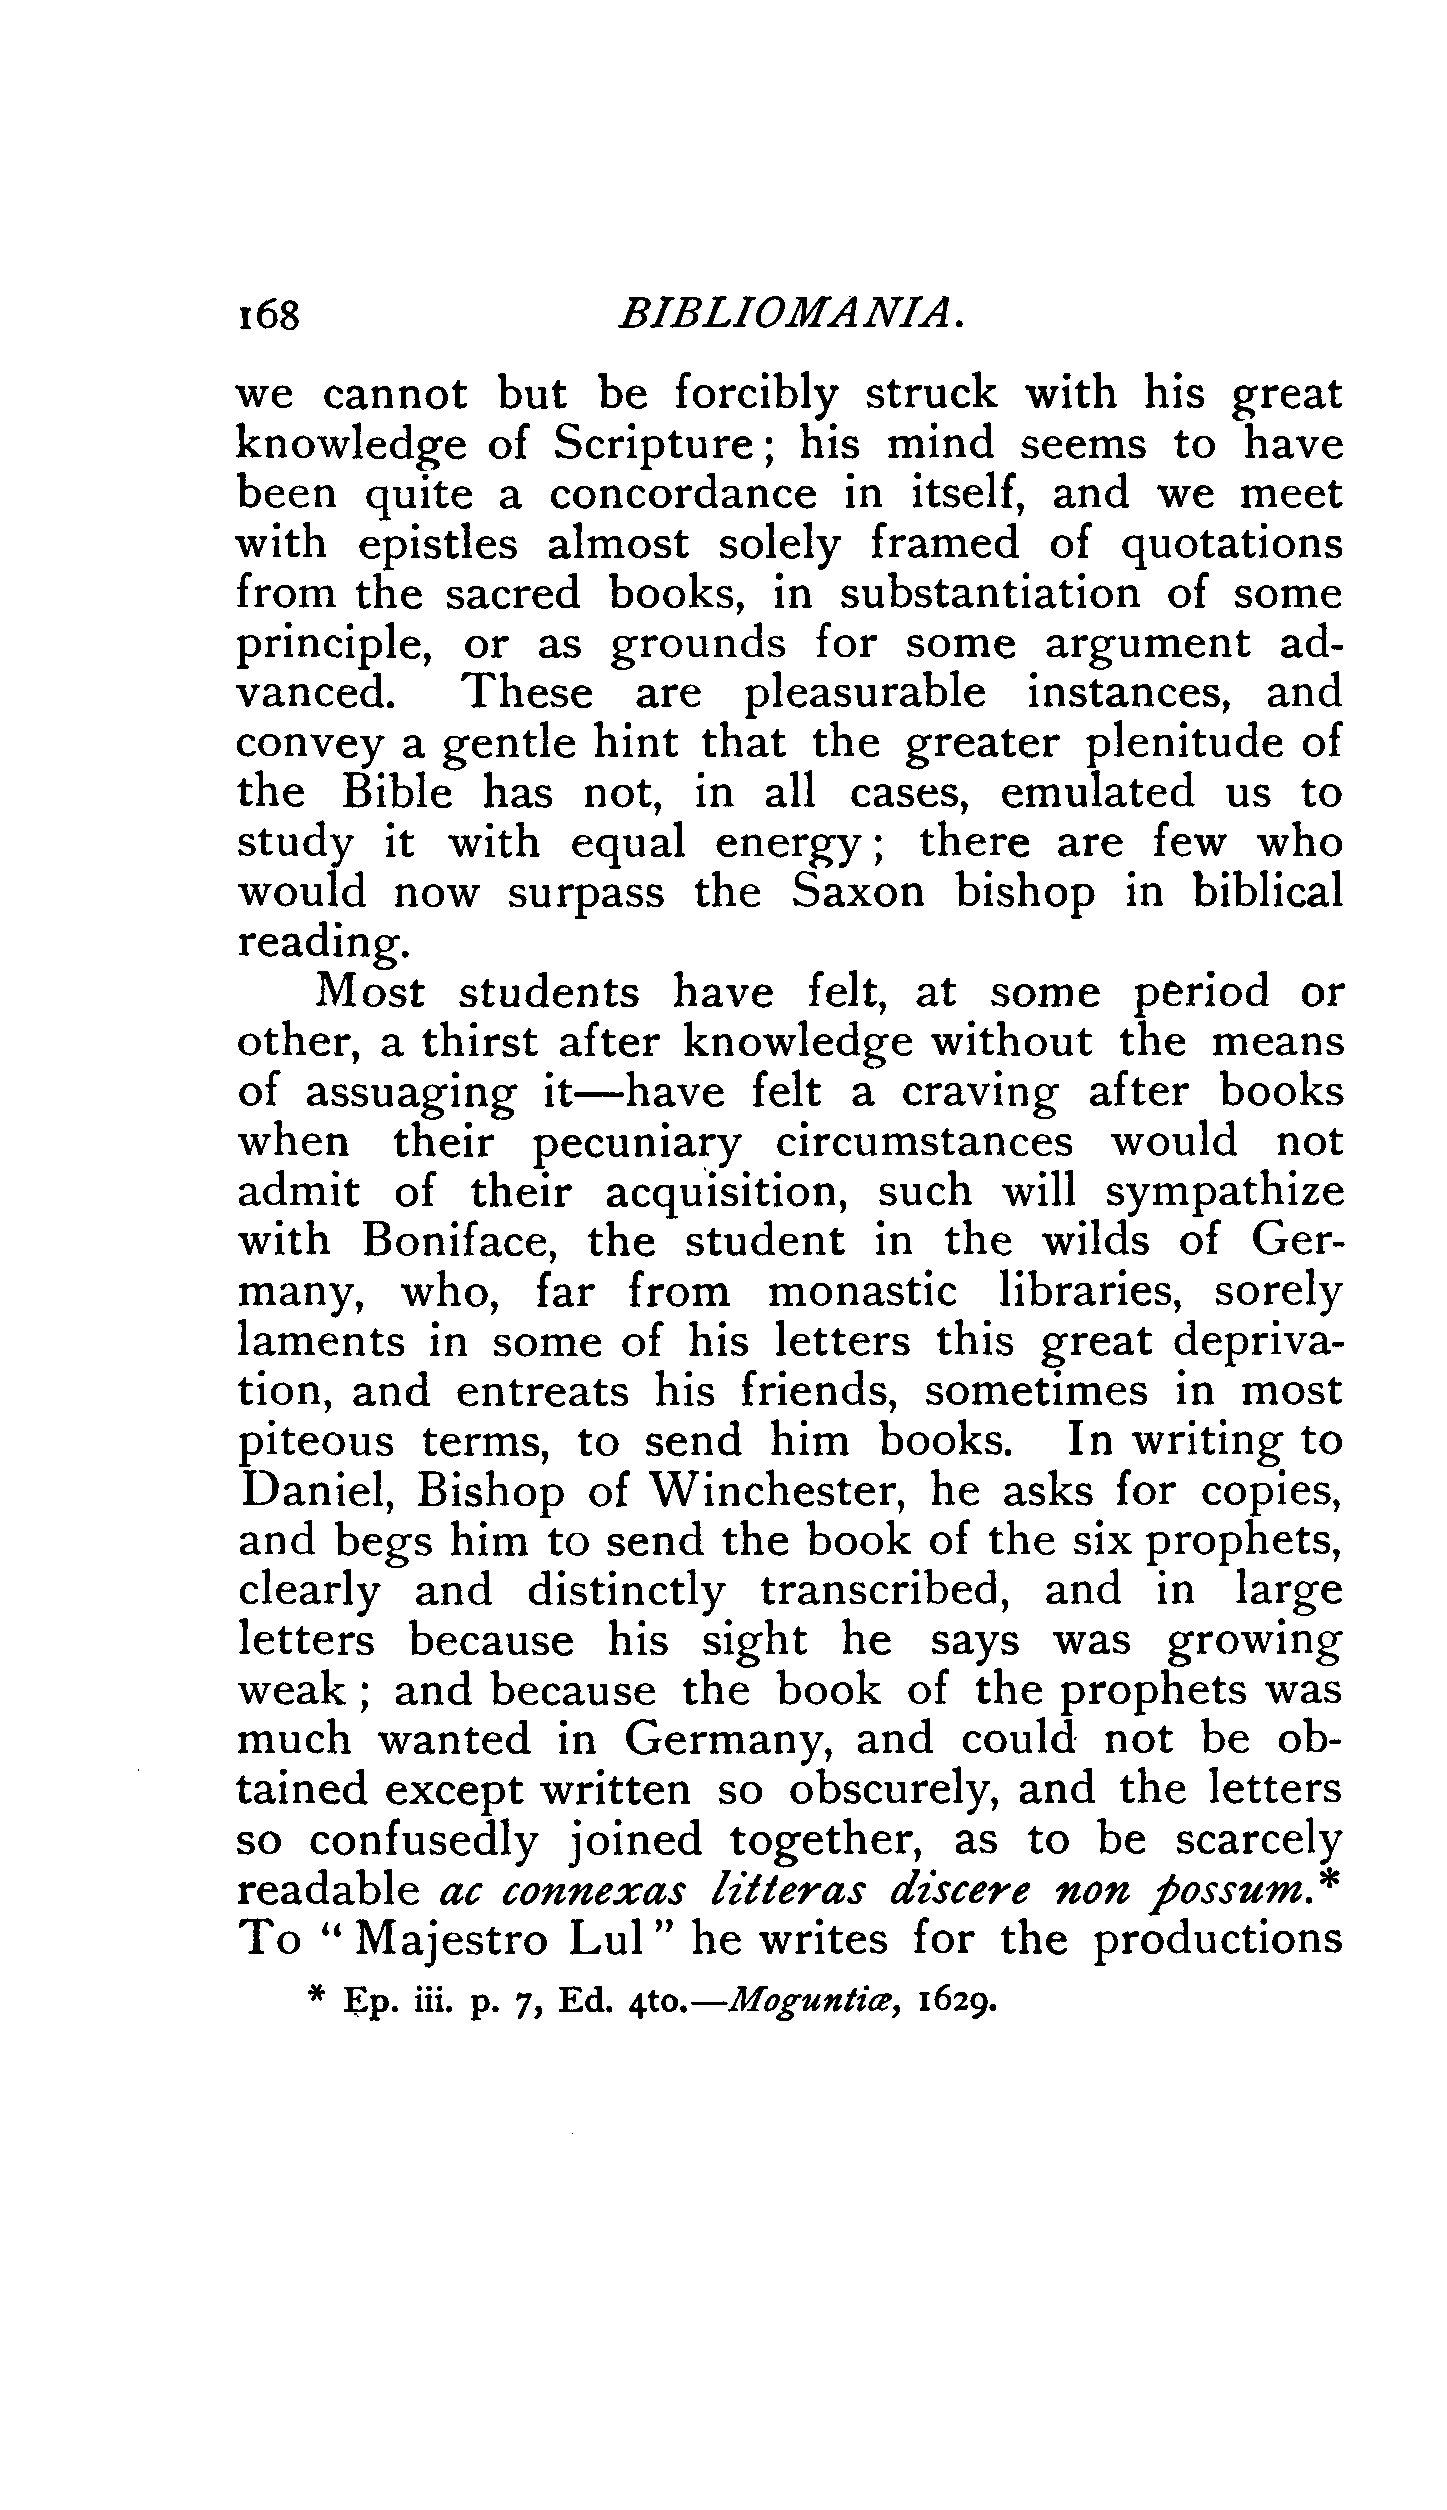 168 BIBLIOMANIA.
we cannot but be forcibly struck with his great
knowledge of Scripture; his mind seems to have
been quite a concordance in itself, and we meet
with epistles almost solely framed of quotations
from the sacred books, in substantiation of some
principle, or as grounds for some argument ad-
vanced. These are pleasurable instances, and
convey a gentle hint that the greater plenitude of
the Bible has not, in all cases, emulated us to
study it with equal energy; there are few who
would now surpass the Saxon bishop in biblical
reading.
Most students have felt, at some period or
other, a thirst after knowledge without the means
of assuaging it—have felt a craving after books
when their pecuniary circumstances would not
admit of their acquisition, such will sympathize
with Boniface, the student in the wilds of Ger-
many, who, far from monastic libraries, sorely
laments in some of his letters this great depriva-
tion, and entreats his friends, sometimes in most
piteous terms, to send him books. In writing to
Daniel, Bishop of Winchester, he asks for copies,
and begs him to send the book of the six prophets,
clearly and distinctly transcribed, and in large
letters because his sight he says was growing
weak; and because the book of the prophets was
much wanted in Germany, and could not be ob-
tained except written so obscurely, and the letters
so confusedly joined together, as to be scarcely
readable ac connexas litteras discere non possum.*
To "Majestro Lul" he writes for the productions
* Ep. iii. p. 7, Ed. 4to.—Moguntiæ, 1629.